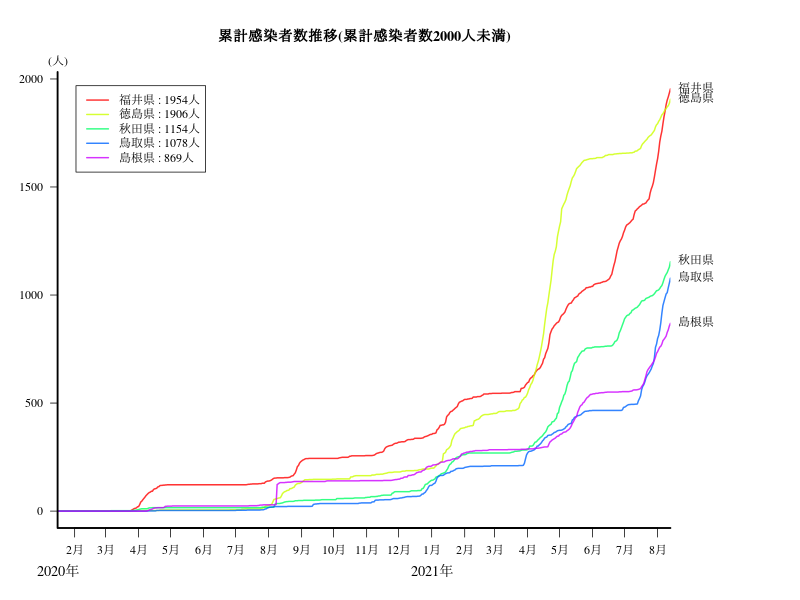 累計感染者数推移(累計感染者数2000人未満)
(人)
2000
1500
1000
500
0
福井県 : 1954人
徳島県 : 1906人
秋田県 : 1154人
鳥取県 : 1078人
島根県 : 869人
福井県
徳島県
秋田県
鳥取県
島根県
2月 3月 4月 5月 6月 7月 8月 9月 10月 11月 12月 1月 2月 3月 4月 5月 6月 7月 8月
2020年 2021年